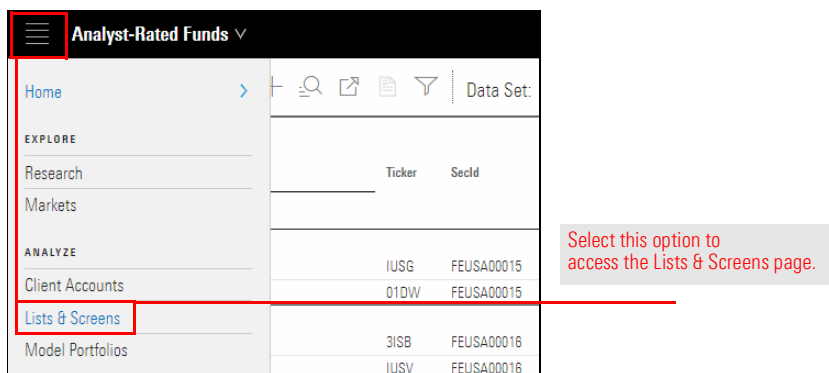 Analyst-Rated Funds
Home
Data Set:
EXPLORE
Research
Ticker SecId
Markets
ANALYZE
Select this option to
access the Lists & Screens page.
IUSG FEUSA00015
Client Accounts
01DW FEUSA00015
Lists & Screens
3ISB FEUSA00016
Model Portfolios
IUSV FEUSA00016